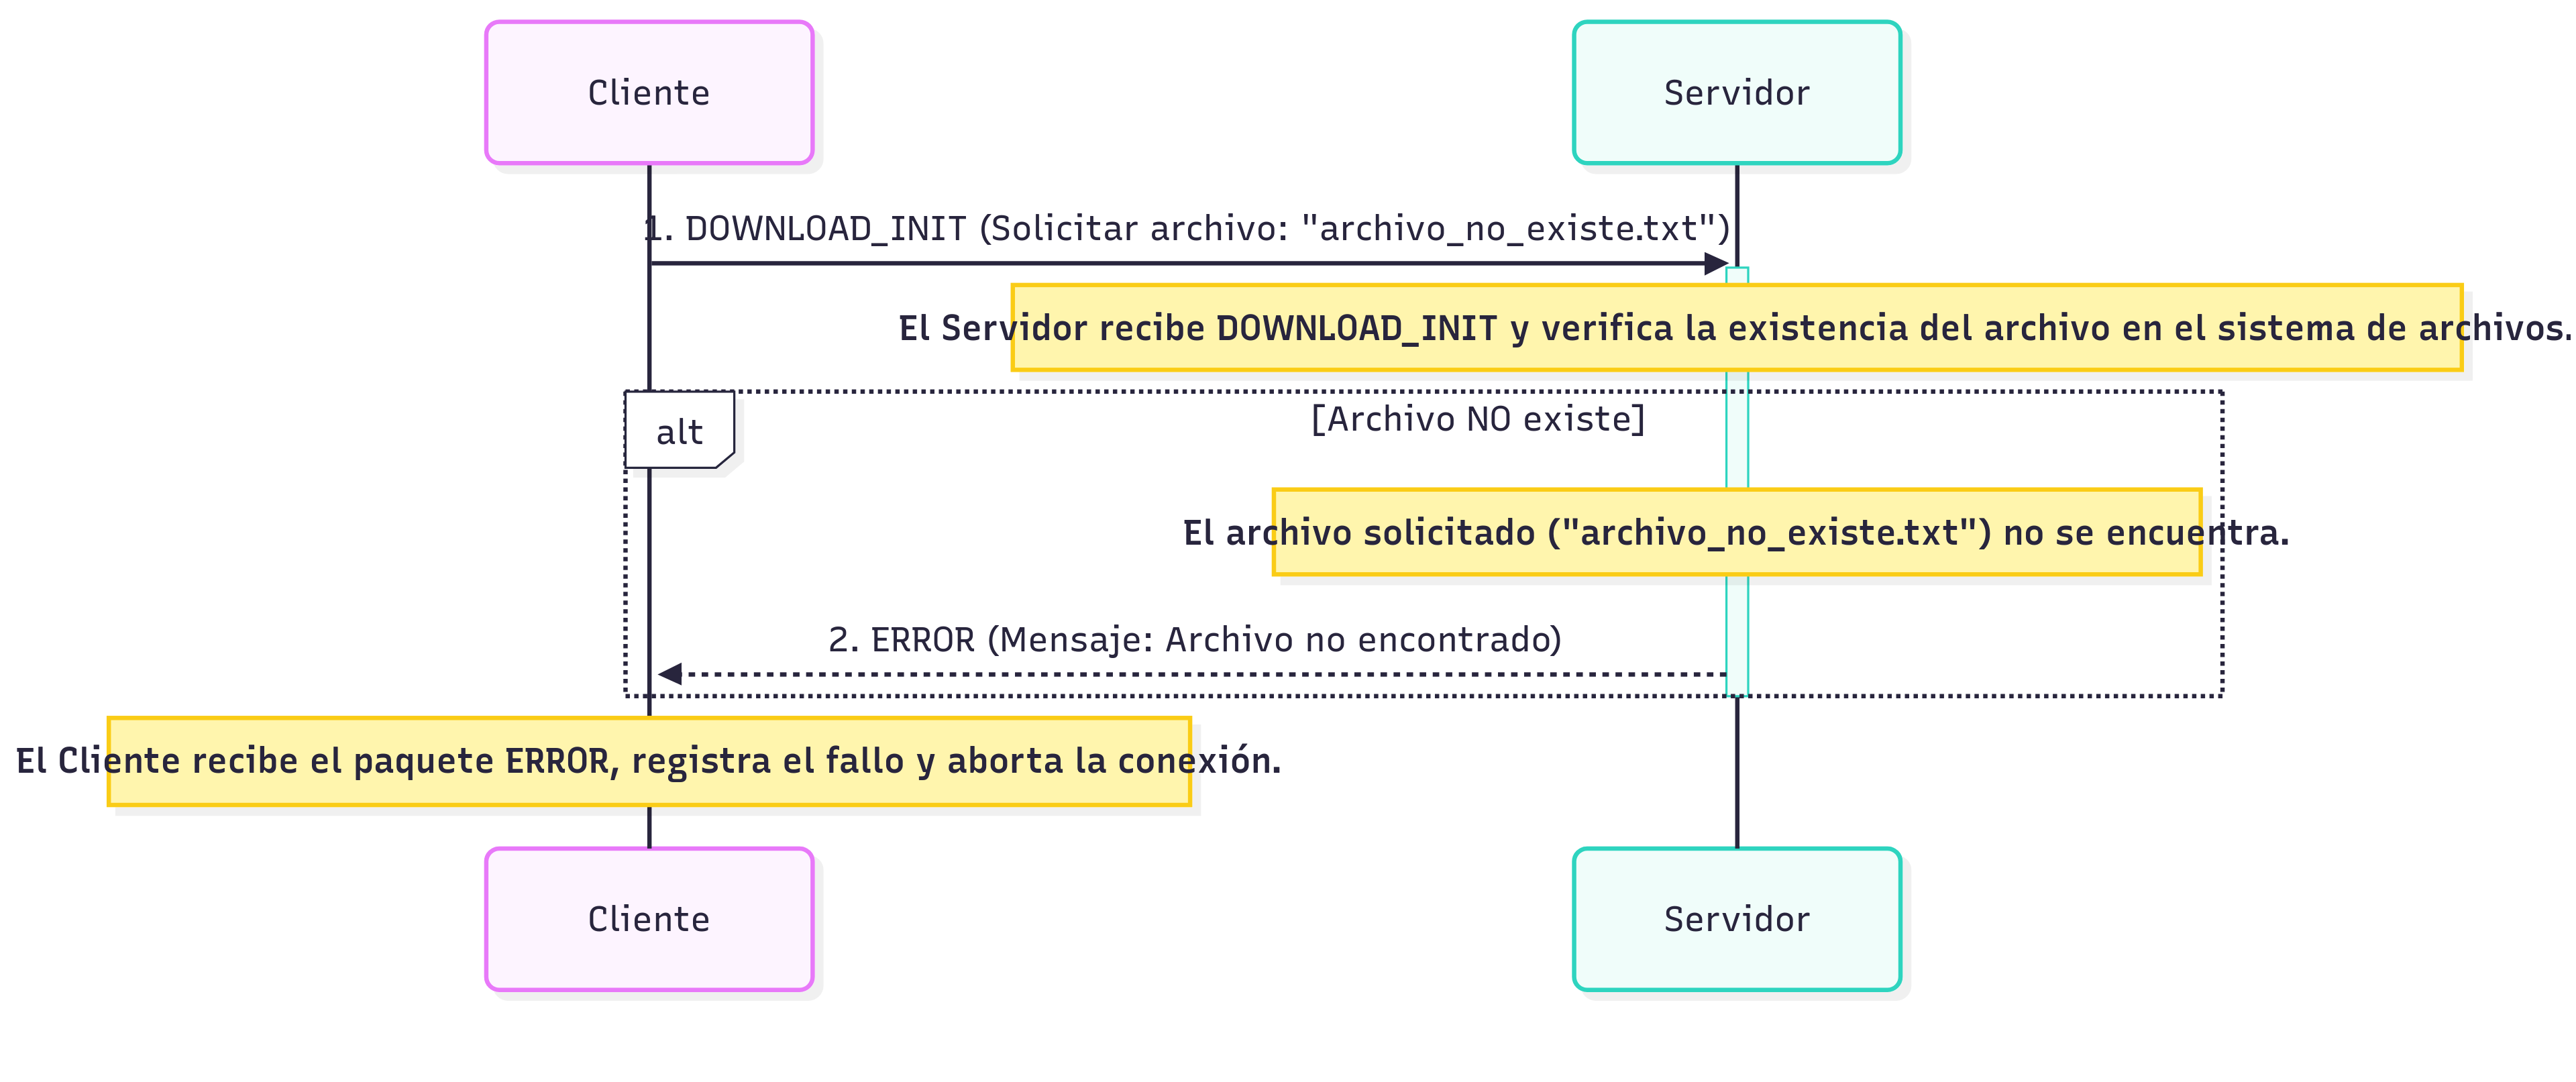 Cliente
Servidor
1. DOWNLOAD_INIT (Solicitar archivo: "archivo_no_existe.txt")
El Servidor recibe DOWNLOAD_INIT y verifica la existencia del archivo en el sistema de archivos.
alt
[Archivo NO existe]
El archivo solicitado ("archivo_no_existe.txt") no se encuentra.
2. ERROR (Mensaje: Archivo no encontrado)
El Cliente recibe el paquete ERROR, registra el fallo y aborta la conexión.
Cliente
Servidor